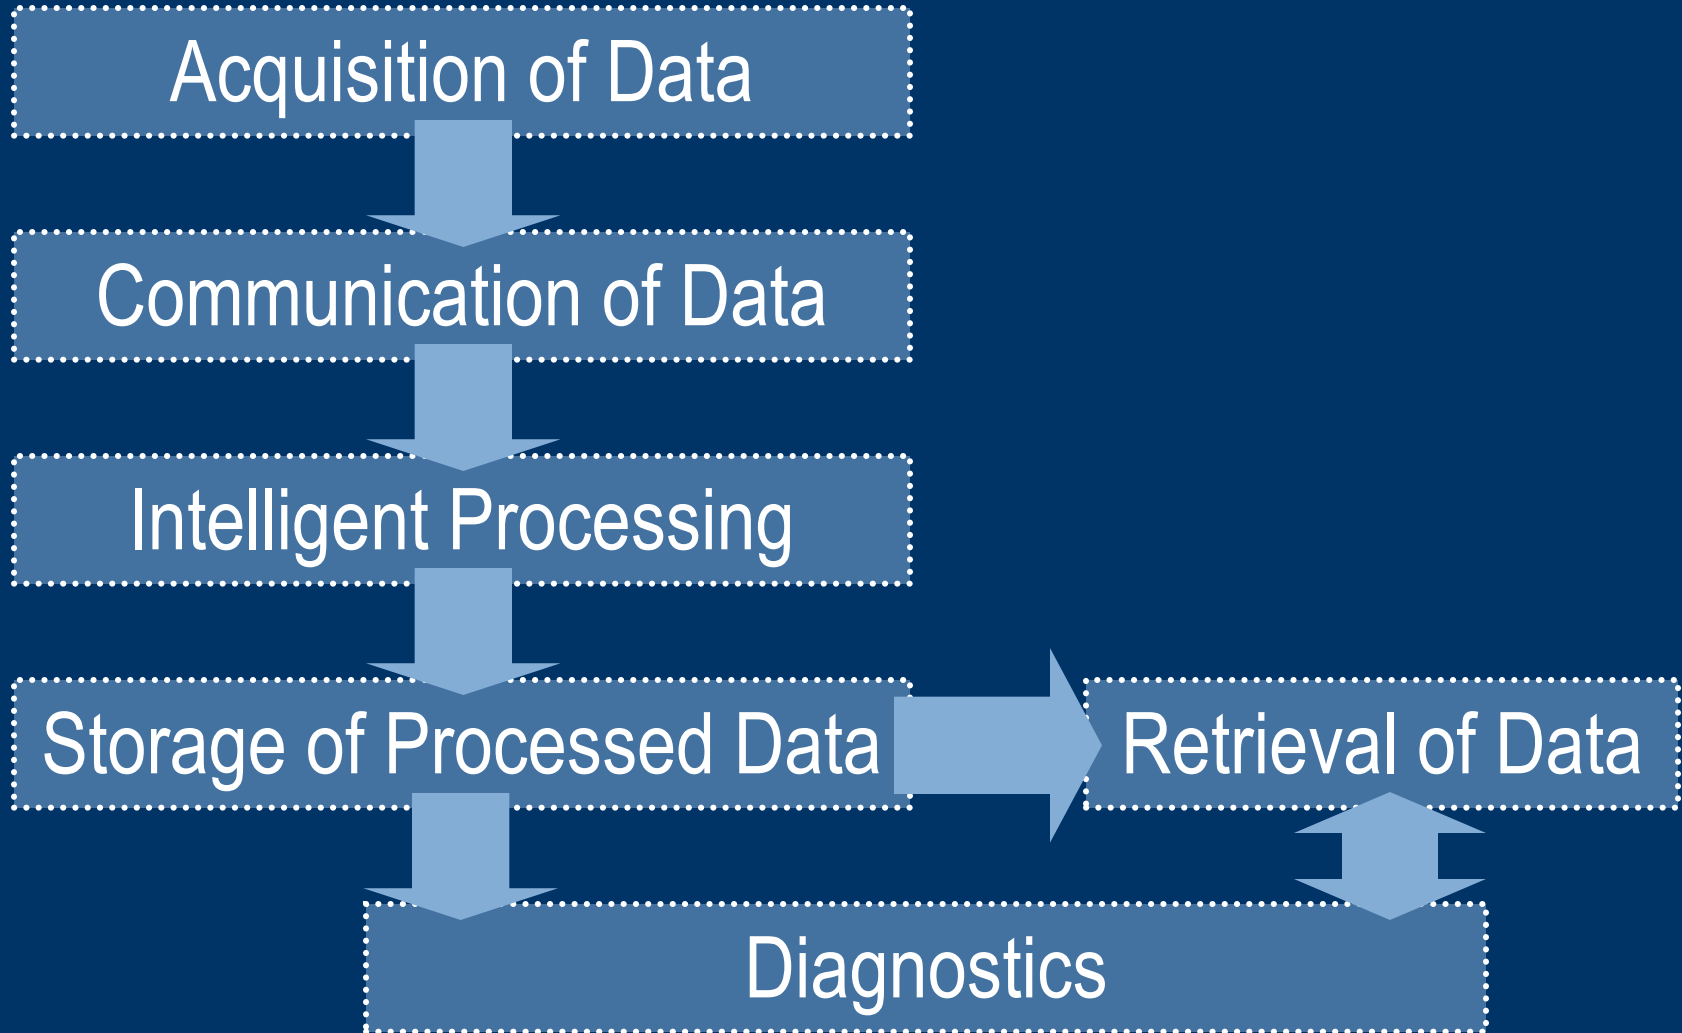 Acquisition of Data
Communication of Data
Intelligent Processing
Storage of Processed Data
Retrieval of Data
Diagnostics